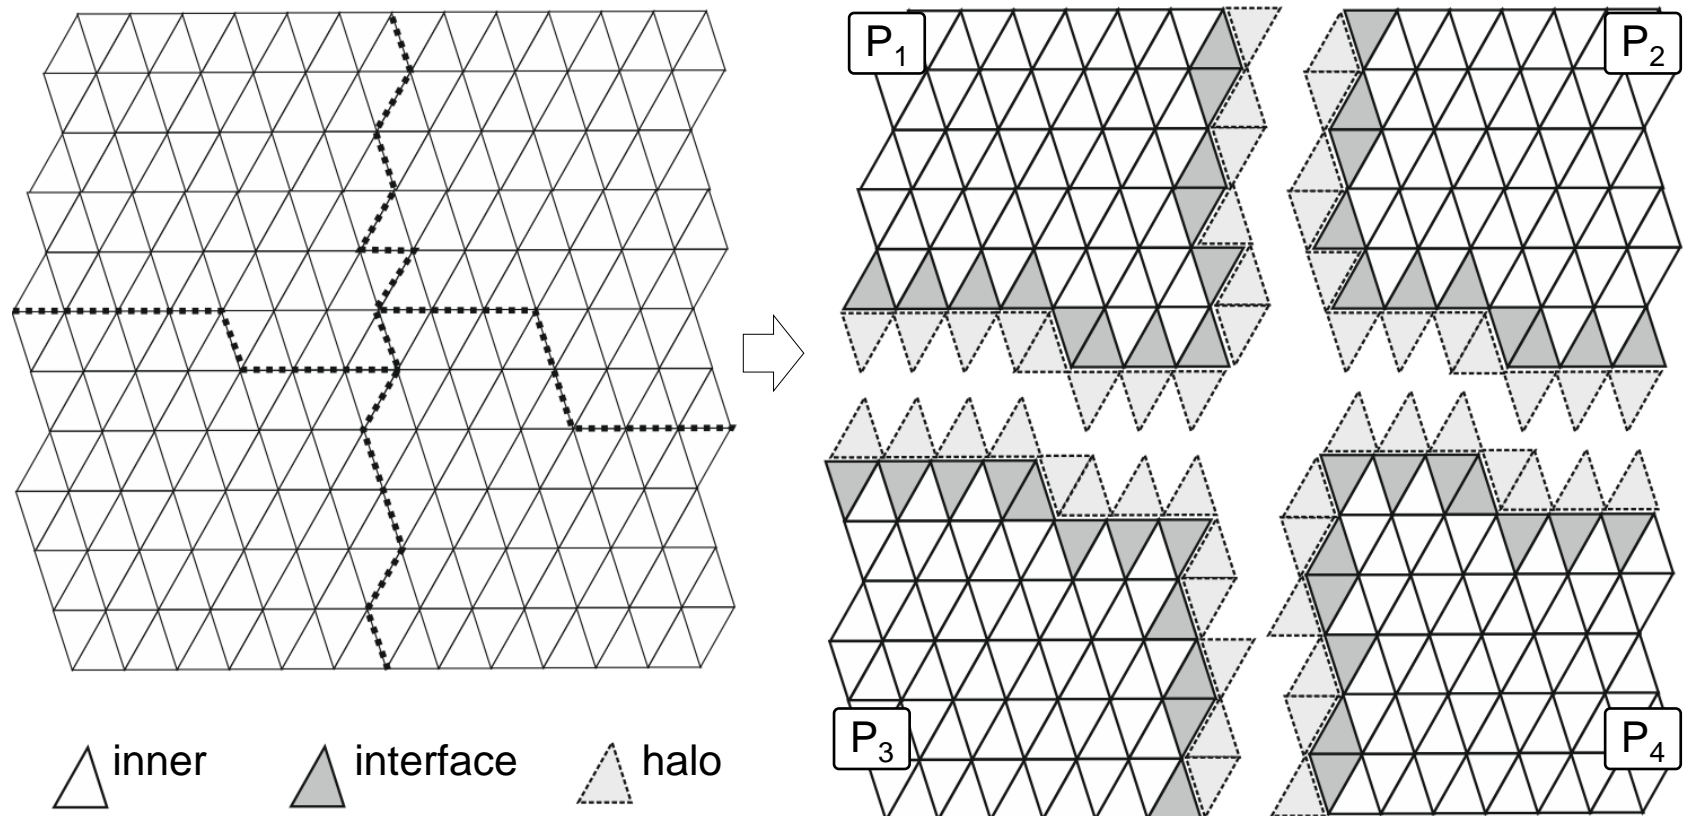 P₁
P₂
P₃
P₄
inner
interface
halo